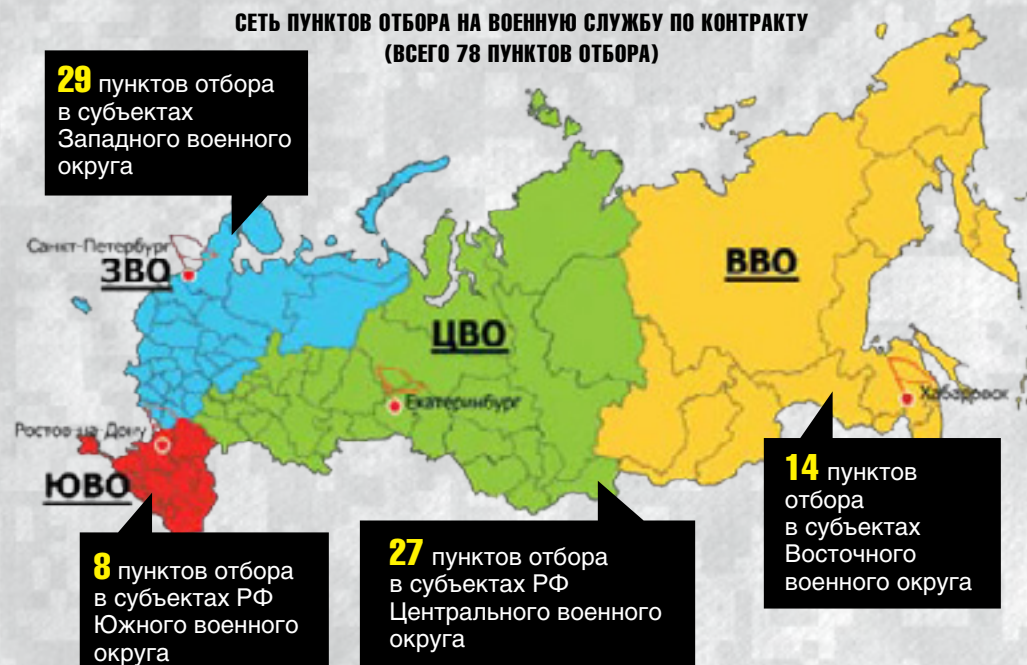 СЕТЬ ПУНКТОВ ОТБОРА НА ВОЕННУЮ СЛУЖБУ ПО КОНТРАКТУ
(ВСЕГО 78 ПУНКТОВ ОТБОРА)
29 пунктов отбора
в субъектах
Западного военного
округа
Санкт-Петербург
ЗВО
ВВО
ЦВО
Екатеринбург
Хабаровск
Ростов-на-Дону
ЮВО
8 пунктов отбора
в субъектах РФ
Южного военного
округа
27 пунктов отбора
в субъектах РФ
Центрального военного
округа
14 пунктов
отбора
в субъектах
Восточного
военного округа